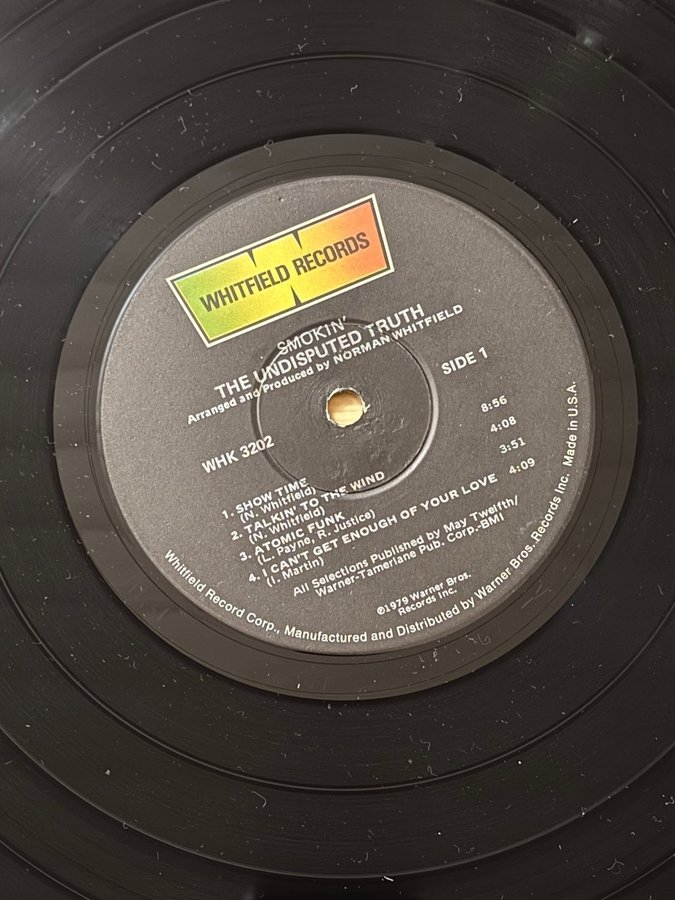 WHITFIELD RECORDS
SMOKIN'
THE UNDISPUTED TRUTH
Arranged and Produced by NORMAN WHITFIELD
SIDE 1
WHK 3202
1. SHOW TIME 8:56
(N. Whitfield)
2. TALKIN' TO THE WIND 4:08
(N. Whitfield)
3. ATOMIC FUNK 3:51
(L. Payne, R. Justice)
4. I CAN'T GET ENOUGH OF YOUR LOVE 4:09
(I. Martin)
All Selections Published by May Twelfth/
Warner-Tamerlane Pub. Corp.-BMI
℗1979 Warner Bros.
Records Inc.
Whitfield Record Corp., Manufactured and Distributed by Warner Bros. Records Inc. Made in U.S.A.